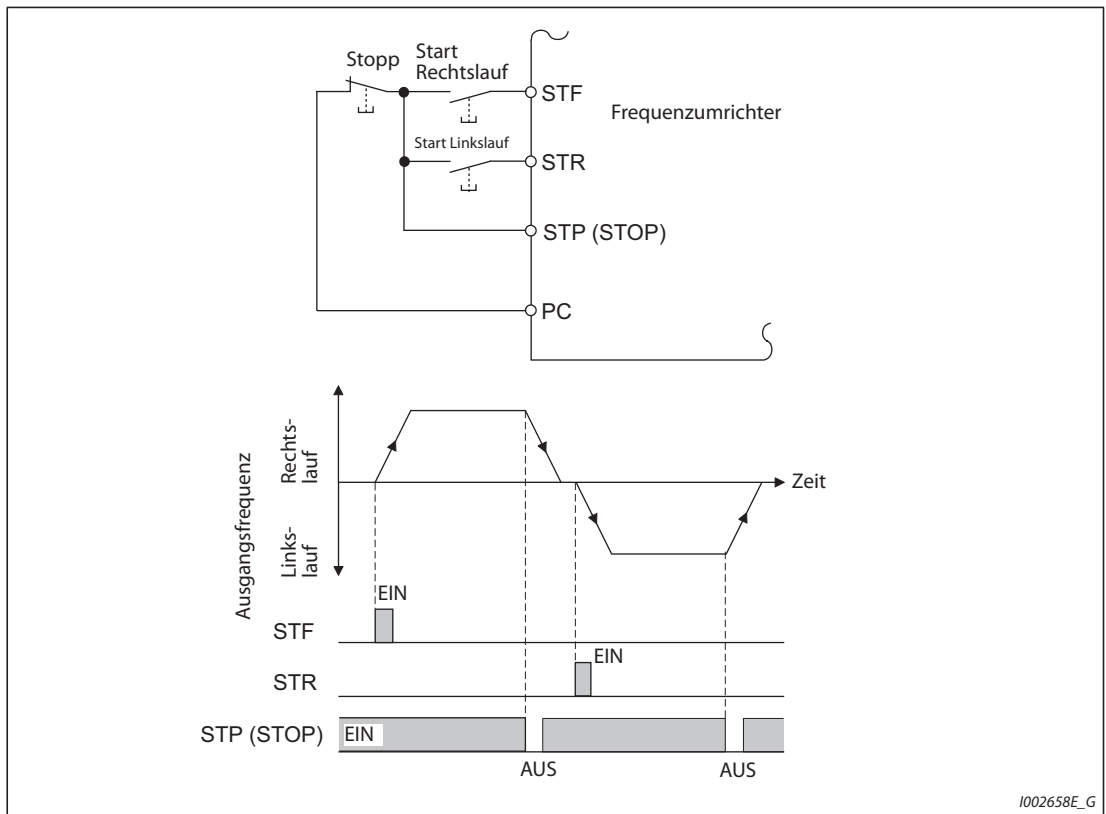 Stopp
Start
Rechtslauf
STF
Frequenzumrichter
Start Linkslauf
STR
STP (STOP)
PC
Ausgangsfrequenz
Rechts-
lauf
Links-
lauf
Zeit
EIN
STF
EIN
STR
STP (STOP)
EIN
AUS
AUS
I002658E_G